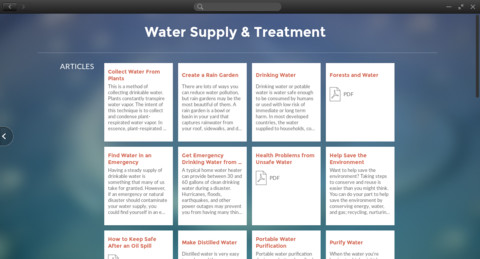 Water Supply & Treatment
ARTICLES
Collect Water From
Plants
This is a method of
collecting drinkable water.
Plants constantly transpire
water vapor. The intent of
this technique is to collect
and condense plant-
respirated water vapor. In
essence, plant-respirated ...
Create a Rain Garden
There are lots of ways you
can reduce water pollution,
but rain gardens may be the
most beautiful of them. A
rain garden is a bowl or
basin in your yard that
captures rainwater from
your roof, sidewalks, and d...
Drinking Water
Drinking water or potable
water is water safe enough
to be consumed by humans
or used with low risk of
immediate or long term
harm. In most developed
countries, the water
supplied to households, co...
Forests and Water
PDF
Find Water in an
Emergency
Having a steady supply of
drinkable water is
something that many of us
take for granted. However,
if an emergency or natural
disaster should contaminate
your water supply, you
could find yourself in an e...
Get Emergency
Drinking Water from ...
A typical home water heater
can provide between 30 and
60 gallons of clean drinking
water during a disaster.
Hurricanes, floods,
earthquakes, and other
power outages may prevent
you from having many thin...
Health Problems from
Unsafe Water
PDF
Help Save the
Environment
Want to help save the
environment? Taking steps
to conserve and reuse is
easier than you might think.
You can do your part to help
save the environment by
conserving energy, water,
and gas; recycling, nurturin...
How to Keep Safe
After an Oil Spill
Make Distilled Water
Distilled water is very easy
Portable Water
Purification
Portable water purification
Purify Water
When the water you're